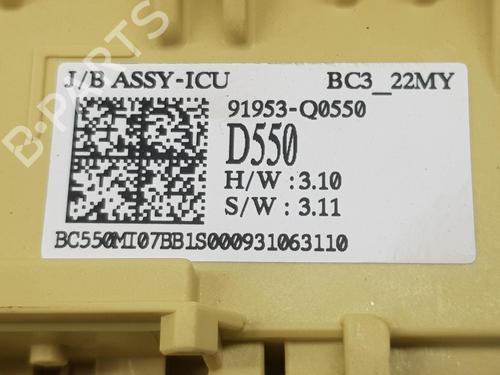 J/B ASSY-ICU BC3_22MY
91953-Q0550
D550
H/W : 3.10
S/W : 3.11
BC550MI07BB1S000931063110
B-PARTS